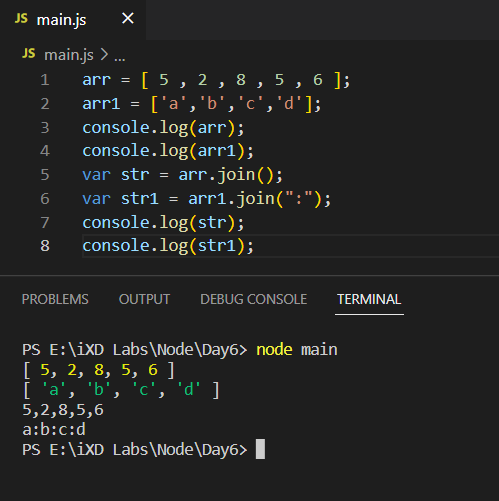 JS main.js ×
JS main.js > ...
1 arr = [ 5 , 2 , 8 , 5 , 6 ];
2 arr1 = ['a','b','c','d'];
3 console.log(arr);
4 console.log(arr1);
5 var str = arr.join();
6 var str1 = arr1.join(":");
7 console.log(str);
8 console.log(str1);
PROBLEMS OUTPUT DEBUG CONSOLE TERMINAL
PS E:\iXD Labs\Node\Day6> node main
[ 5, 2, 8, 5, 6 ]
[ 'a', 'b', 'c', 'd' ]
5,2,8,5,6
a:b:c:d
PS E:\iXD Labs\Node\Day6>